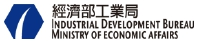 經濟部工業局
INDUSTRIAL DEVELOPMENT BUREAU
MINISTRY OF ECONOMIC AFFAIRS